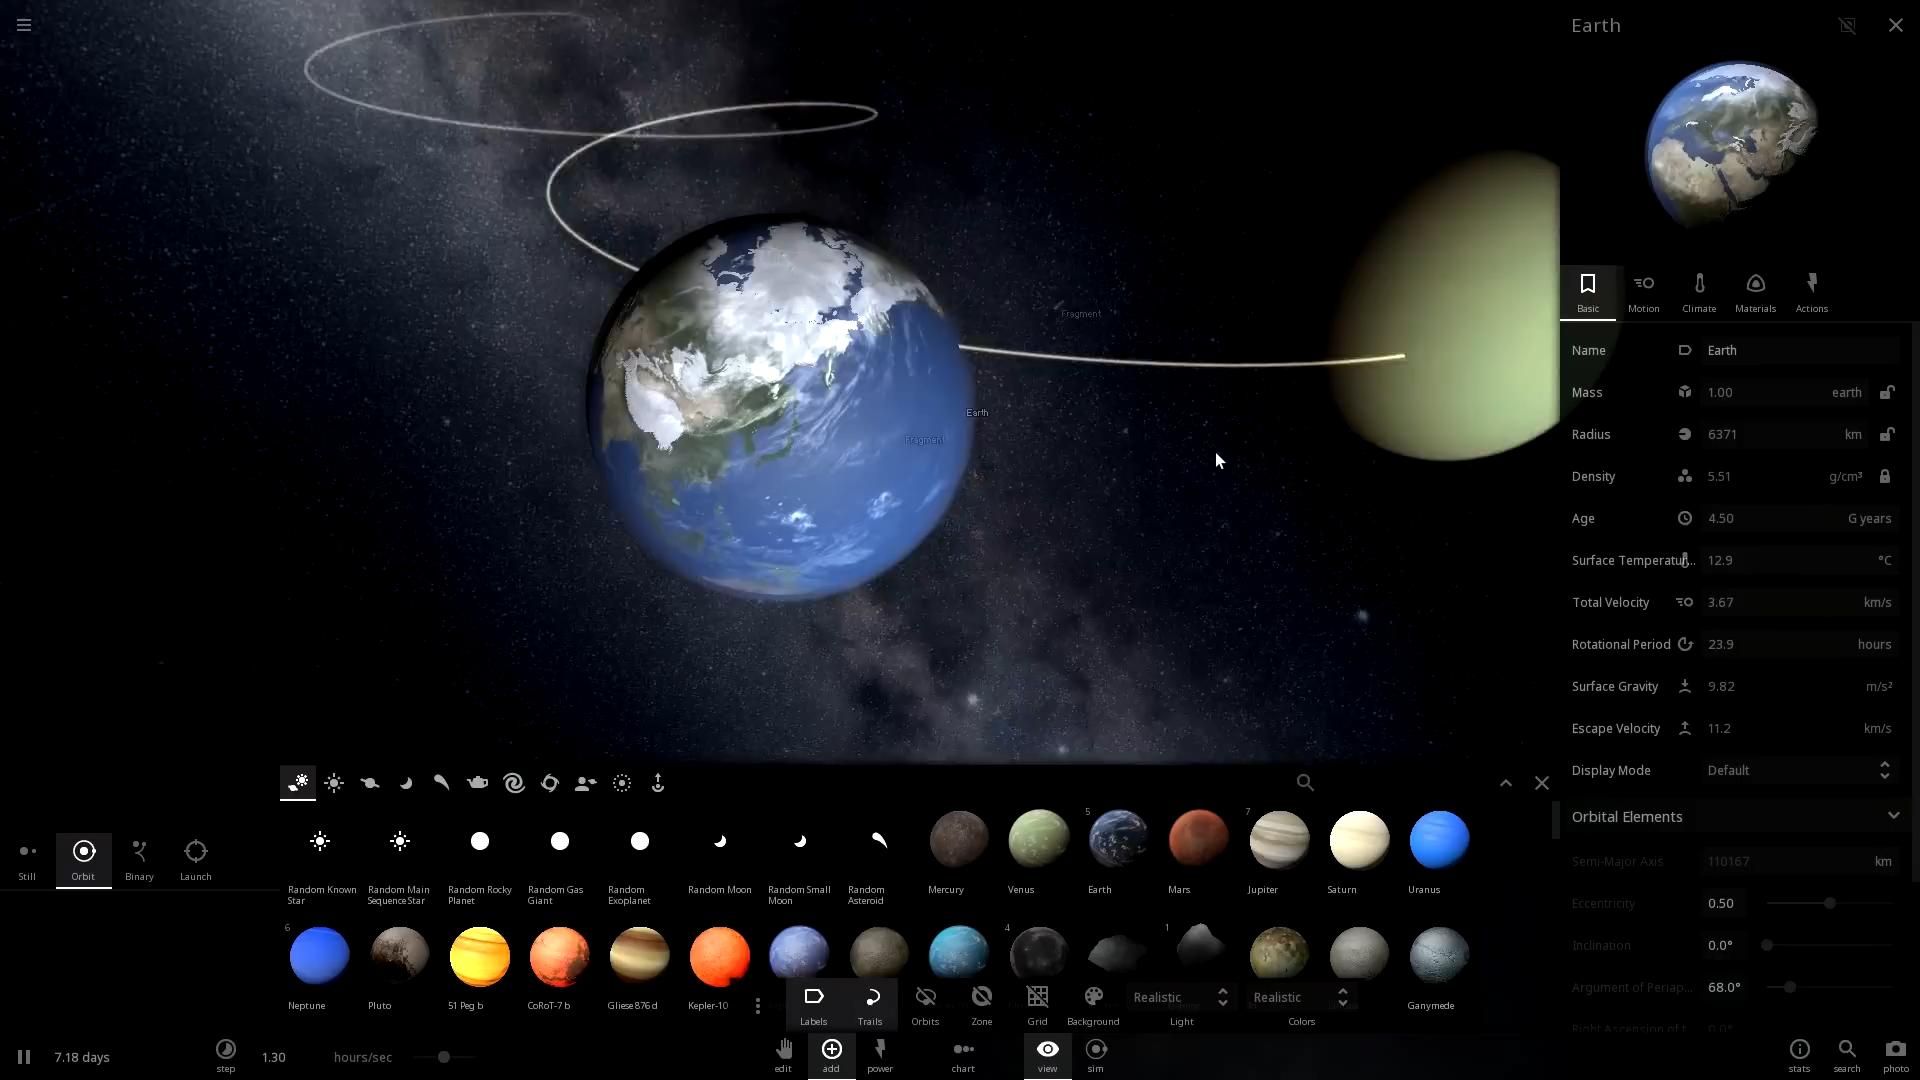 Earth
Fragment
Earth
Fragment
Basic
Motion
Climate
Materials
Actions
Name Earth
Mass 1.00 earth
Radius 6371 km
Density 5.51 g/cm³
Age 4.50 G years
Surface Temperatur... 12.9 °C
Total Velocity 3.67 km/s
Rotational Period 23.9 hours
Surface Gravity 9.82 m/s²
Escape Velocity 11.2 km/s
Display Mode Default
Orbital Elements
Semi-Major Axis 110167 km
Eccentricity 0.50
Inclination 0.0°
Argument of Periap... 68.0°
Right Ascension of t... 0.0°
Still
Orbit
Binary
Launch
5
7
Random Known Star
Random Main Sequence Star
Random Rocky Planet
Random Gas Giant
Random Exoplanet
Random Moon
Random Small Moon
Random Asteroid
Mercury
Venus
Earth
Mars
Jupiter
Saturn
Uranus
6
4
1
Neptune
Pluto
51 Peg b
CoRoT-7 b
Gliese 876 d
Kepler-10
Ganymede
Labels
Trails
Orbits
Zone
Grid
Background
Realistic
Light
Realistic
Colors
7.18 days
step
1.30 hours/sec
edit
add
power
chart
view
sim
stats
search
photo